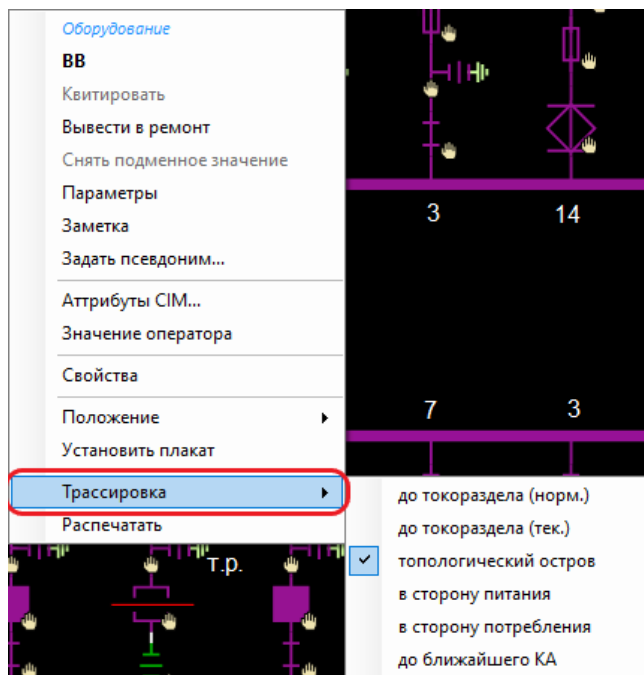 Оборудование
ВВ
Квитировать
Вывести в ремонт
Снять подменное значение
Параметры
Заметка
Задать псевдоним...
Аттрибуты CIM...
Значение оператора
Свойства
Положение
Установить плакат
Трассировка
Распечатать
3 14
7 3
до токораздела (норм.)
до токораздела (тек.)
топологический остров
в сторону питания
в сторону потребления
до ближайшего КА
т.р.